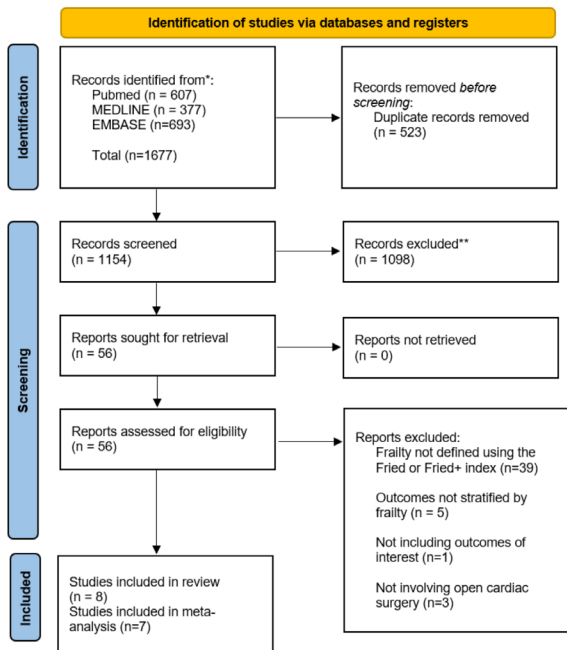 Identification of studies via databases and registers
Identification
Records identified from*:
Pubmed (n = 607)
MEDLINE (n = 377)
EMBASE (n=693)
Total (n=1677)
Records removed before
screening:
Duplicate records removed
(n = 523)
Screening
Records screened
(n = 1154)
Records excluded**
(n = 1098)
Reports sought for retrieval
(n = 56)
Reports not retrieved
(n = 0)
Reports assessed for eligibility
(n = 56)
Reports excluded:
Frailty not defined using the
Fried or Fried+ index (n=39)
Outcomes not stratified by
frailty (n = 5)
Not including outcomes of
interest (n=1)
Not involving open cardiac
surgery (n=3)
Included
Studies included in review
(n = 8)
Studies included in meta-
analysis (n=7)